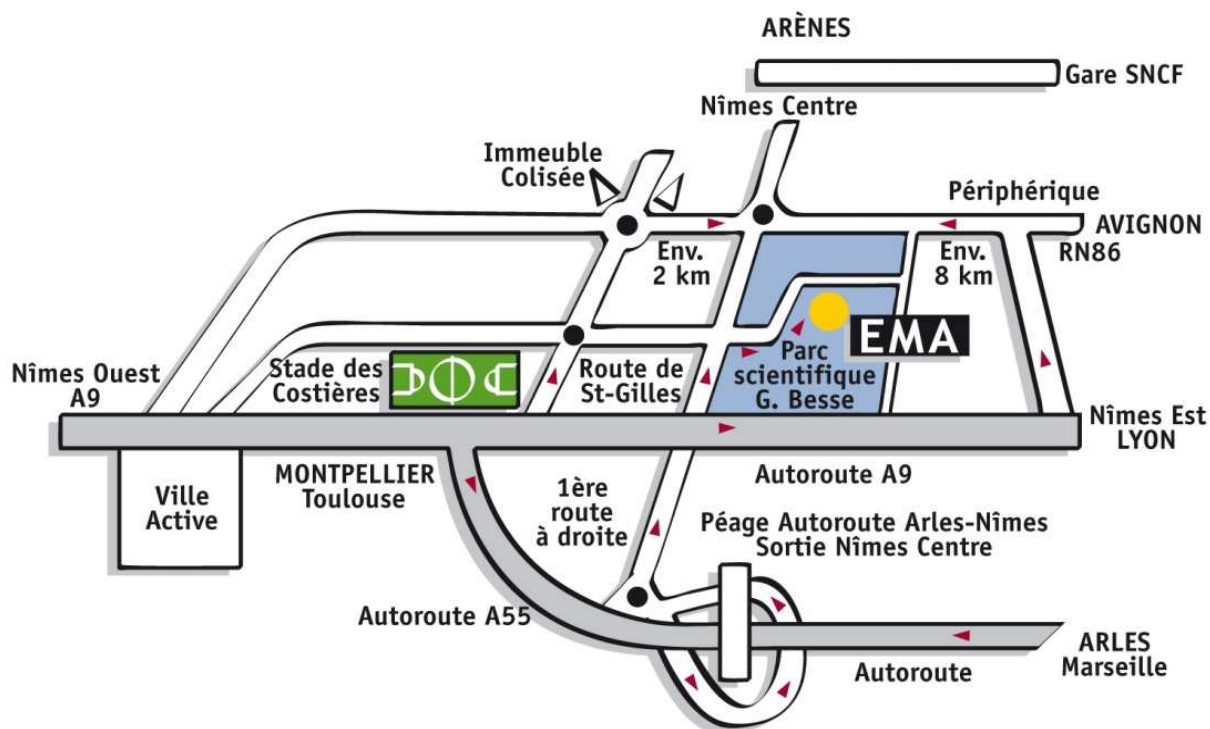 ARÈNES
Gare SNCF
Nîmes Centre
Immeuble
Colisée
Périphérique
AVIGNON
RN86
Env.
2 km
Env.
8 km
EMA
Parc
scientifique
G. Besse
Nîmes Ouest
A9
Stade des
Costières
Route de
St-Gilles
Nîmes Est
LYON
MONTPELLIER
Toulouse
Autoroute A9
Ville
Active
1ère
route
à droite
Péage Autoroute Arles-Nîmes
Sortie Nîmes Centre
Autoroute A55
ARLES
Marseille
Autoroute